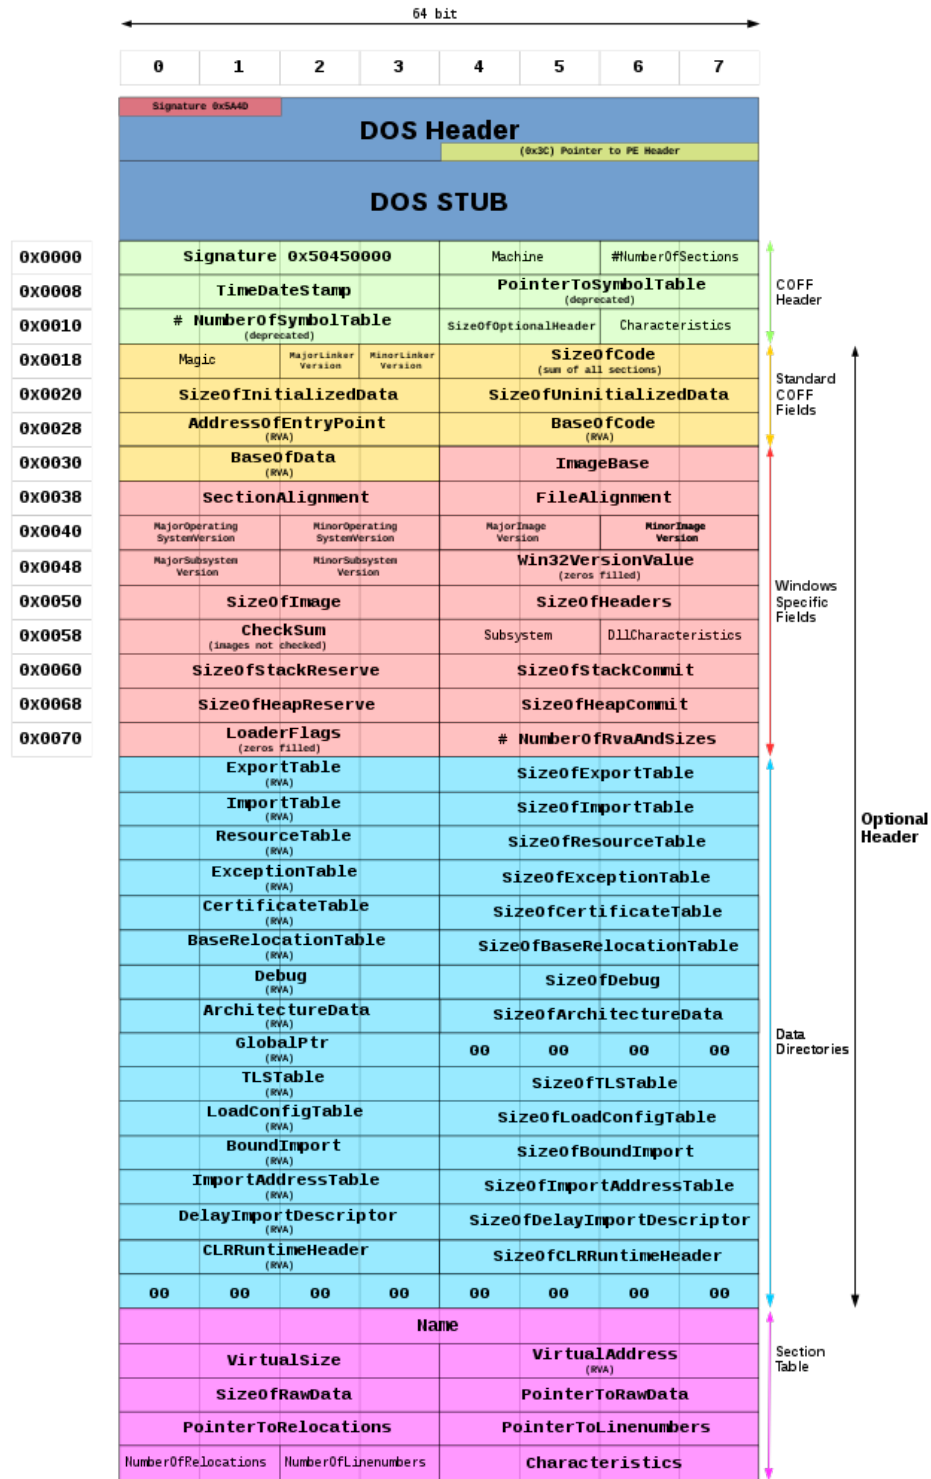 64 bit
0 1 2 3 4 5 6 7
Signature 0x5A4D
DOS Header
(0x3C) Pointer to PE Header
DOS STUB
0x0000 Signature 0x50450000 Machine #NumberOfSections
0x0008 TimeDateStamp PointerToSymbolTable
(deprecated)
0x0010 # NumberOfSymbolTable SizeOfOptionalHeader Characteristics
(deprecated)
COFF
Header
0x0018 Magic MajorLinker MinorLinker SizeOfCode
Version Version (sum of all sections)
0x0020 SizeOfInitializedData SizeOfUninitializedData
Standard
COFF
Fields
0x0028 AddressOfEntryPoint BaseOfCode
(RVA) (RVA)
0x0030 BaseOfData ImageBase
(RVA)
0x0038 SectionAlignment FileAlignment
0x0040 MajorOperating MinorOperating MajorImage MinorImage
SystemVersion SystemVersion Version Version
0x0048 MajorSubsystem MinorSubsystem Win32VersionValue
Version Version (zeros filled)
0x0050 SizeOfImage SizeOfHeaders
Windows
Specific
Fields
0x0058 CheckSum Subsystem DllCharacteristics
(images not checked)
0x0060 SizeOfStackReserve SizeOfStackCommit
0x0068 SizeOfHeapReserve SizeOfHeapCommit
0x0070 LoaderFlags # NumberOfRvaAndSizes
(zeros filled)
ExportTable SizeOfExportTable
(RVA)
ImportTable SizeOfImportTable
(RVA)
Optional
Header
ResourceTable SizeOfResourceTable
(RVA)
ExceptionTable SizeOfExceptionTable
(RVA)
CertificateTable SizeOfCertificateTable
(RVA)
BaseRelocationTable SizeOfBaseRelocationTable
(RVA)
Debug SizeOfDebug
(RVA)
ArchitectureData SizeOfArchitectureData
(RVA)
Data
Directories
GlobalPtr 00 00 00 00
(RVA)
TLSTable SizeOfTLSTable
(RVA)
LoadConfigTable SizeOfLoadConfigTable
(RVA)
BoundImport SizeOfBoundImport
(RVA)
ImportAddressTable SizeOfImportAddressTable
(RVA)
DelayImportDescriptor SizeOfDelayImportDescriptor
(RVA)
CLRRuntimeHeader SizeOfCLRRuntimeHeader
(RVA)
00 00 00 00 00 00 00 00
Name
Section
Table
VirtualSize VirtualAddress
(RVA)
SizeOfRawData PointerToRawData
PointerToRelocations PointerToLinenumbers
NumberOfRelocations NumberOfLinenumbers Characteristics